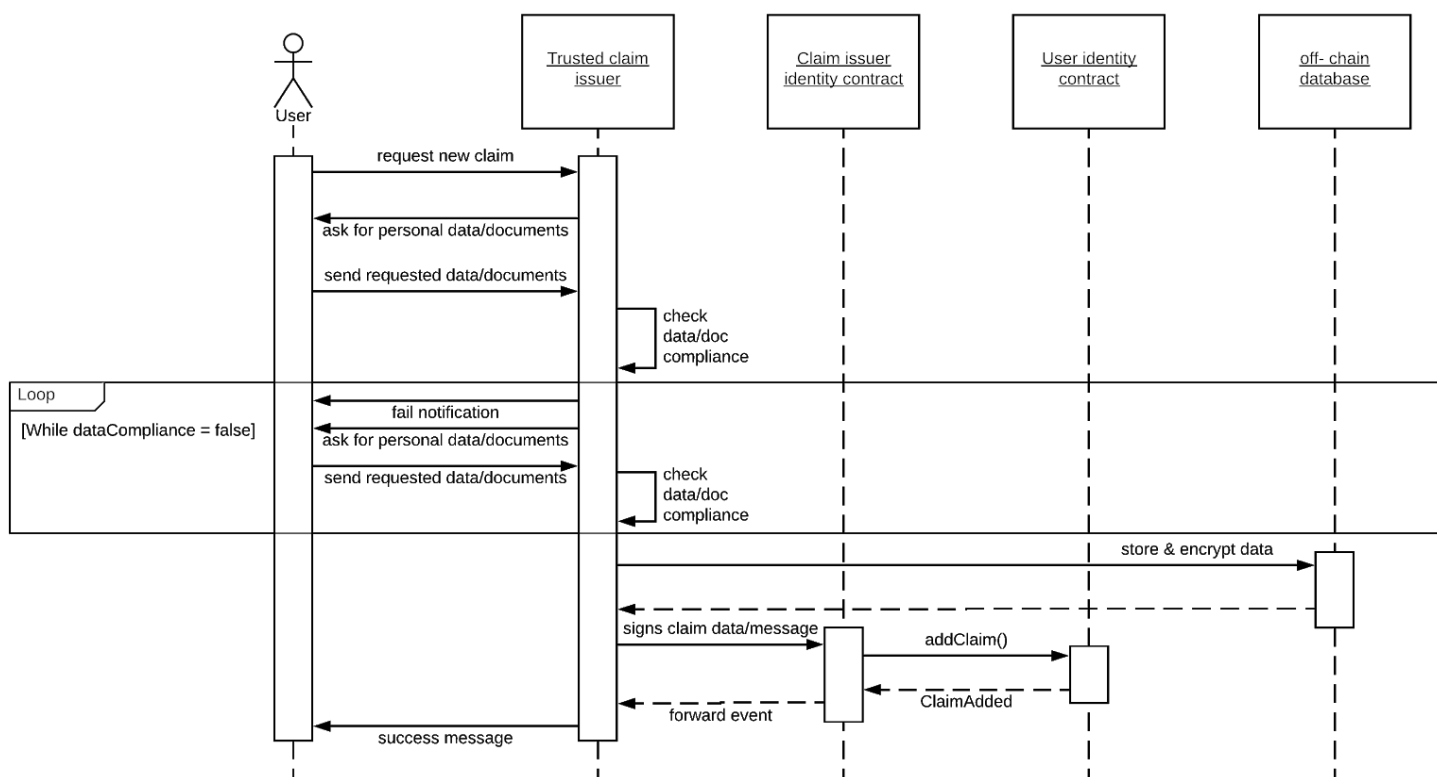 User
Trusted claim
issuer
Claim issuer
identity contract
User identity
contract
off- chain
database
request new claim
ask for personal data/documents
send requested data/documents
check
data/doc
compliance
Loop
[While dataCompliance = false]
fail notification
ask for personal data/documents
send requested data/documents
check
data/doc
compliance
store & encrypt data
signs claim data/message
addClaim()
ClaimAdded
forward event
success message